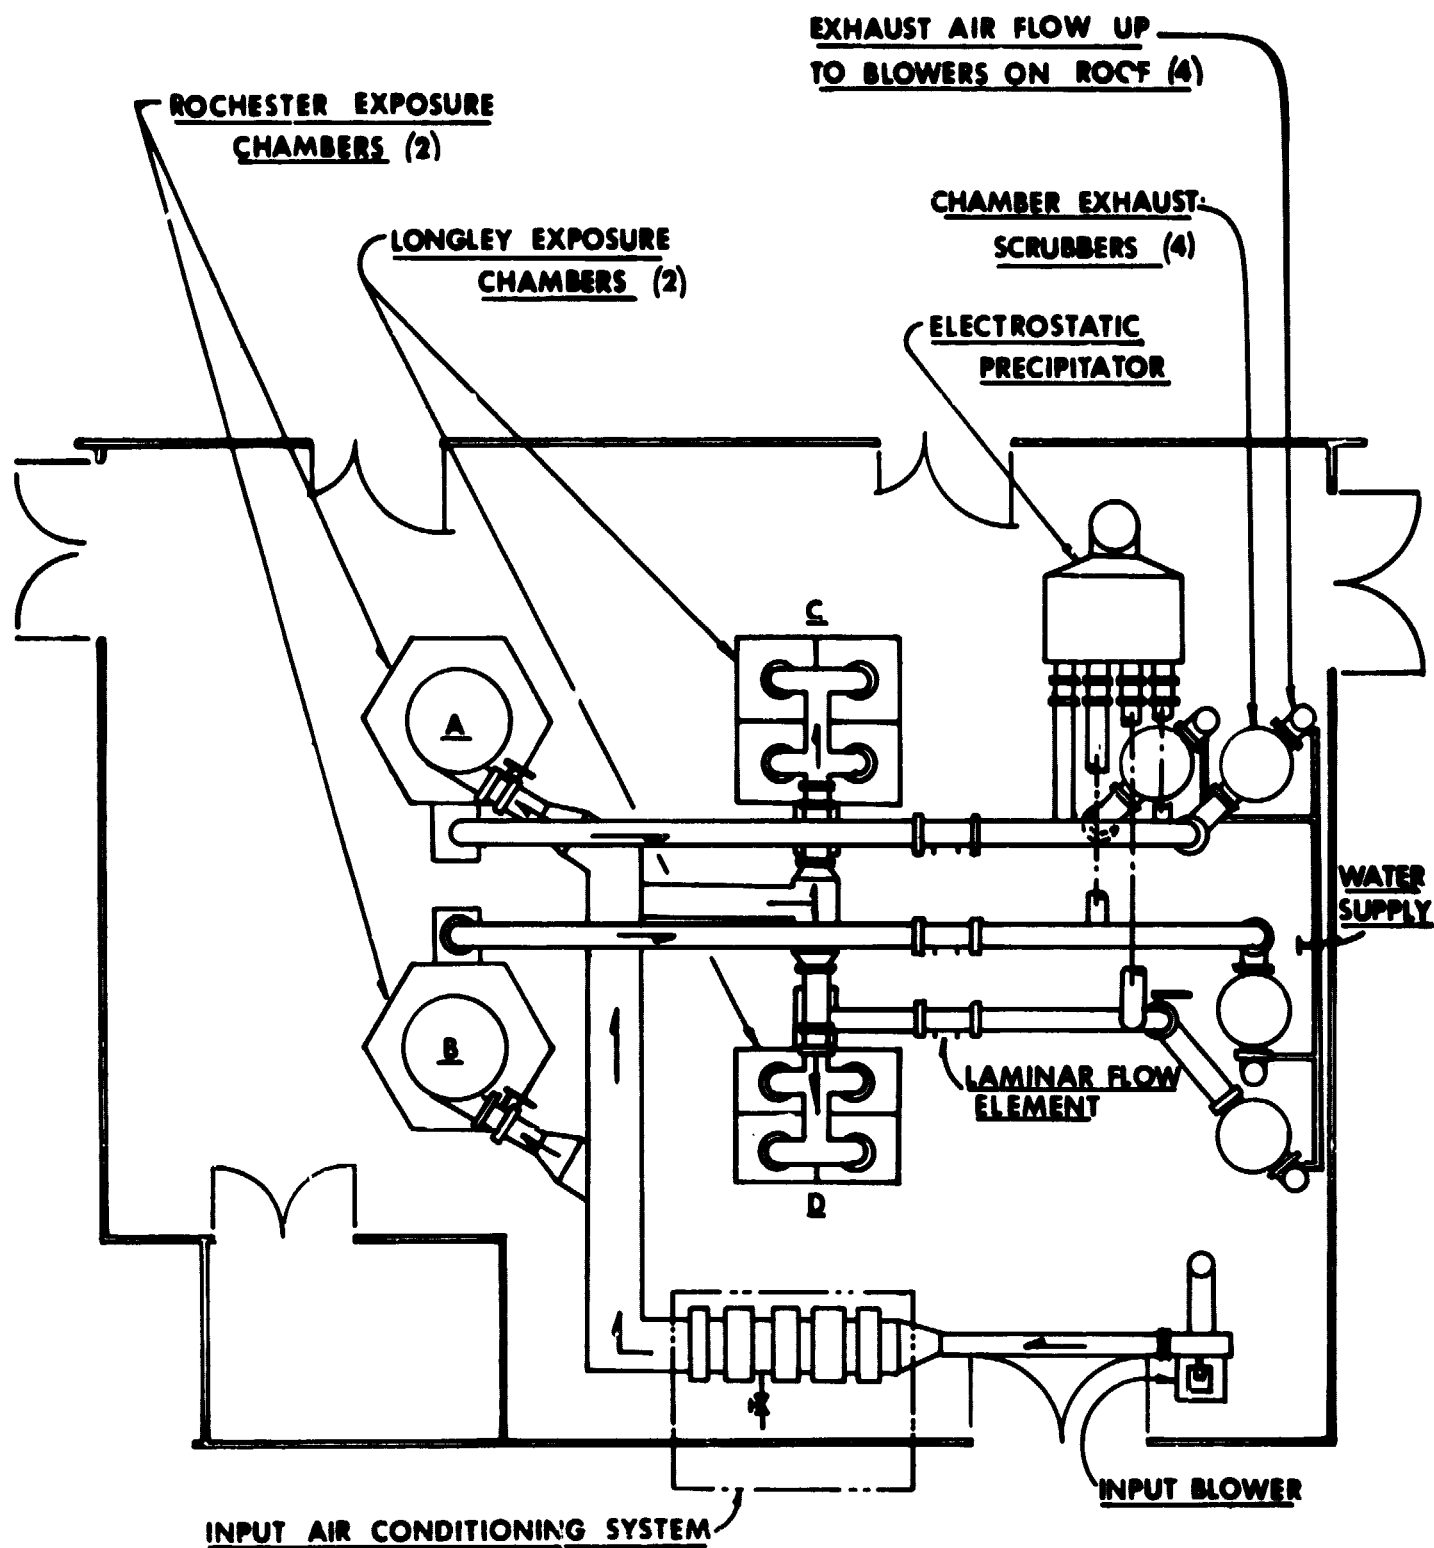 EXHAUST AIR FLOW UP
TO BLOWERS ON ROOF (4)
ROCHESTER EXPOSURE
CHAMBERS (2)
CHAMBER EXHAUST
SCRUBBERS (4)
LONGLEY EXPOSURE
CHAMBERS (2)
ELECTROSTATIC
PRECIPITATOR
C
A
WATER
SUPPLY
B
LAMINAR FLOW
ELEMENT
D
INPUT BLOWER
INPUT AIR CONDITIONING SYSTEM